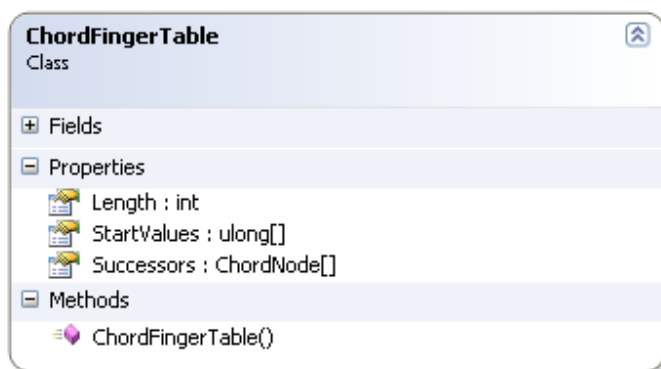 ChordFingerTable
Class
Fields
Properties
Length : int
StartValues : ulong[]
Successors : ChordNode[]
Methods
ChordFingerTable()